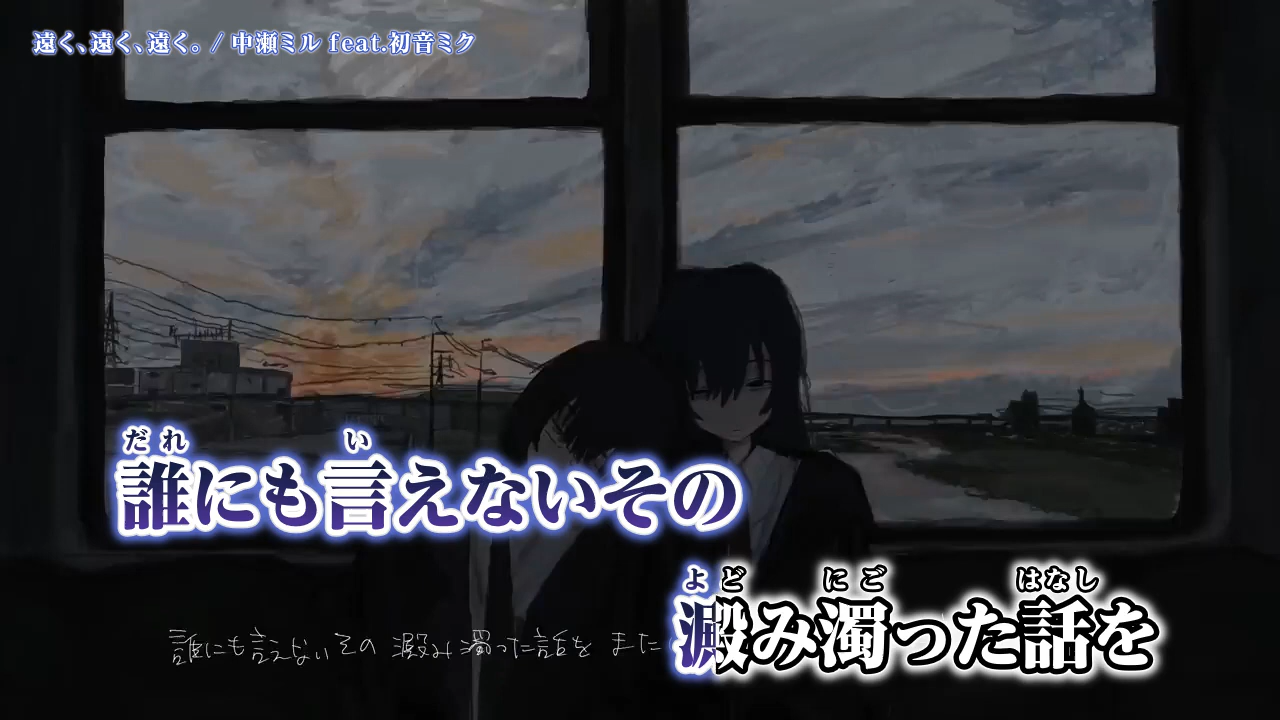 遠く、遠く、遠く。 / 中瀬ミル feat.初音ミク
だれ い
誰にも言えないその
よど にご はなし
澱み濁った話を
誰にも言えないその 澱み濁った話を また